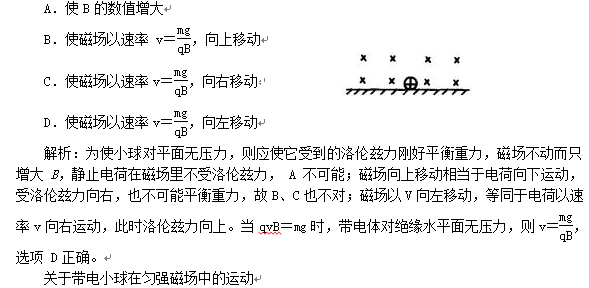 A．使 B 的数值增大
B．使磁场以速率 v＝mg/qB，向上移动
C．使磁场以速率 v＝mg/qB，向右移动
D．使磁场以速率 v＝mg/qB，向左移动
解析：为使小球对平面无压力，则应使它受到的洛伦兹力刚好平衡重力，磁场不动而只
增大 B，静止电荷在磁场里不受洛伦兹力， A 不可能；磁场向上移动相当于电荷向下运动，
受洛伦兹力向右，也不可能平衡重力，故 B、C 也不对；磁场以 V 向左移动，等同于电荷以速
率 v 向右运动，此时洛伦兹力向上。当 qvB＝mg 时，带电体对绝缘水平面无压力，则 v＝mg/qB，
选项 D 正确。
关于带电小球在匀强磁场中的运动